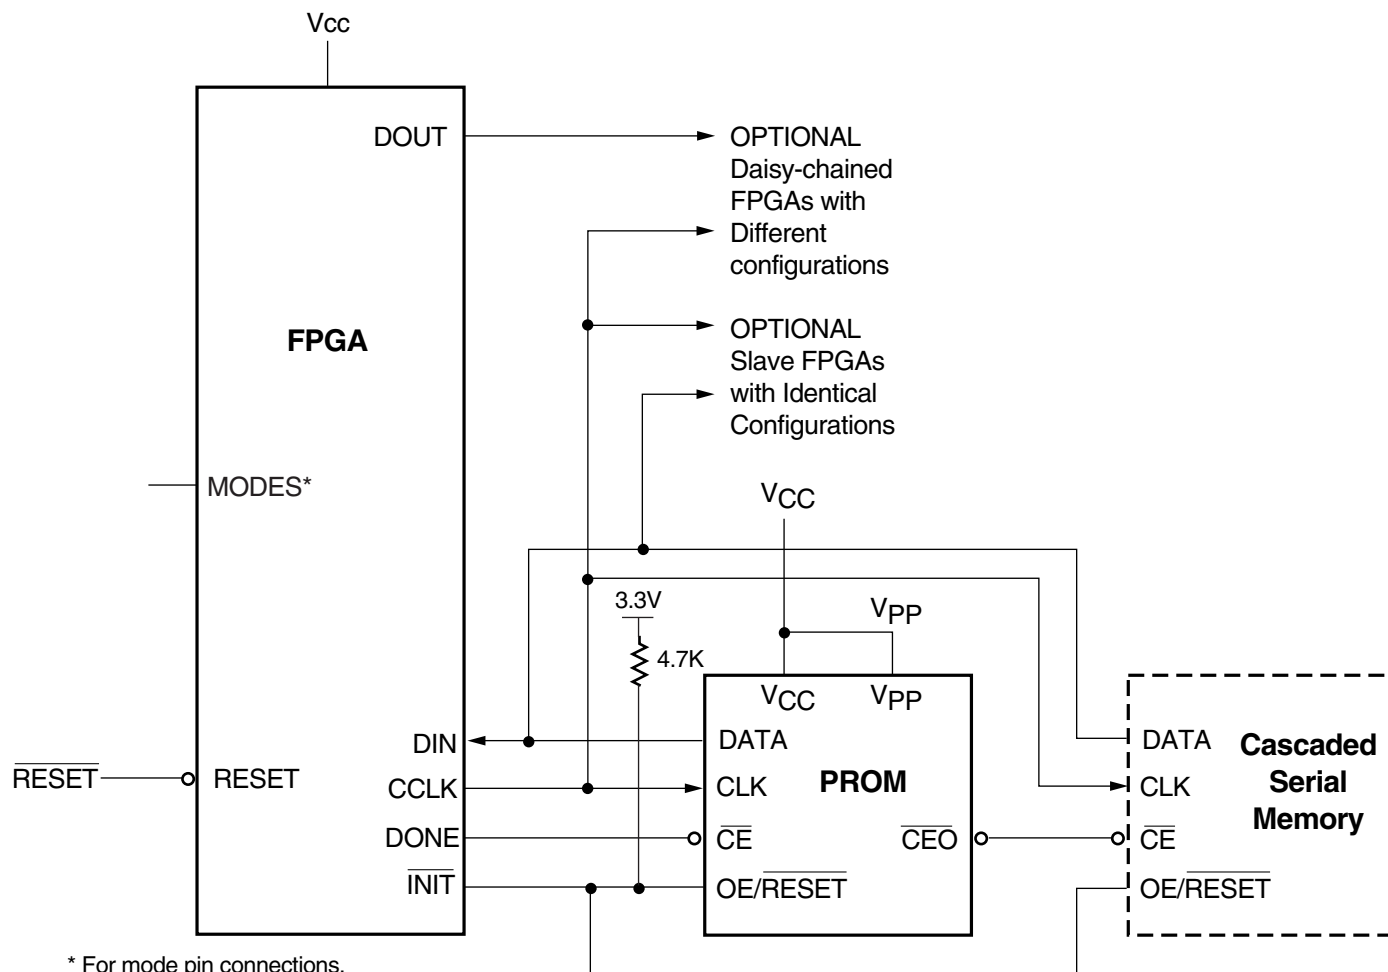 Vcc
DOUT
OPTIONAL
Daisy-chained
FPGAs with
Different
configurations
FPGA
OPTIONAL
Slave FPGAs
with Identical
Configurations
MODES*
VCC
3.3V
4.7K
VPP
VCC
VPP
DIN
DATA
DATA
Cascaded
Serial
Memory
RESET
RESET
CCLK
CLK
PROM
CLK
DONE
CE
CEO
CE
INIT
OE/RESET
OE/RESET
* For mode pin connections,